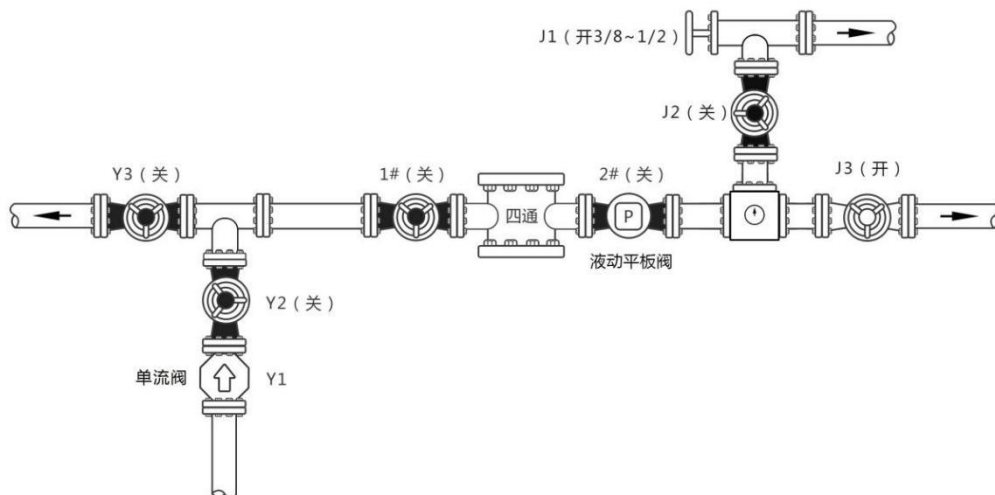 J1（开3/8~1/2）
J2（关）
J3（开）
Y3（关）
1#（关）
2#（关）
四通
P
液动平板阀
Y2（关）
单流阀
Y1